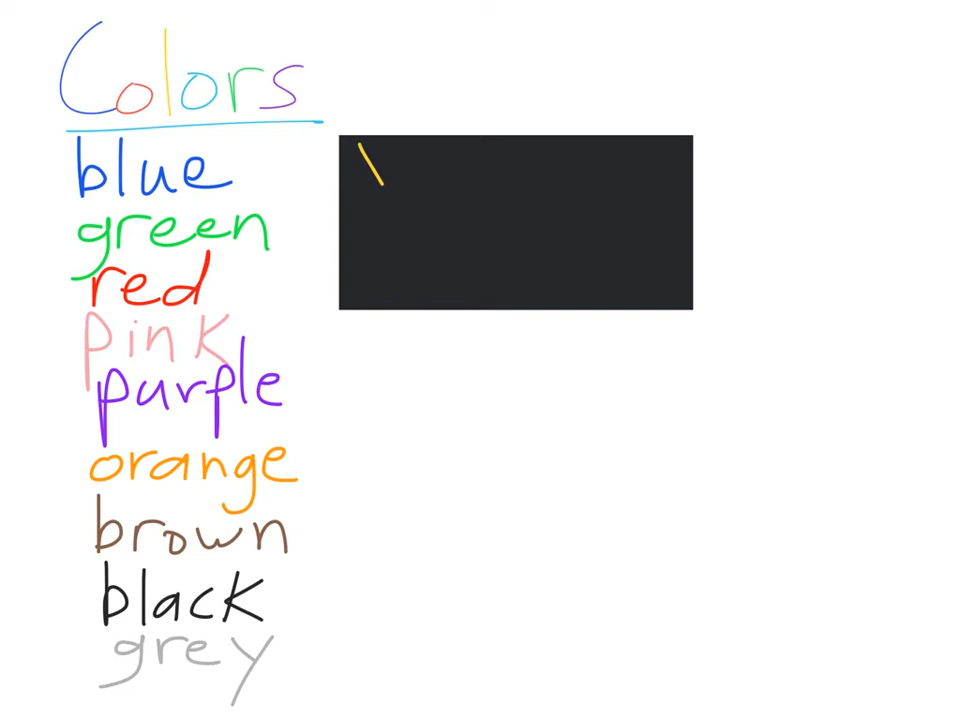 Colors
blue
green
red
pink
purple
orange
brown
black
grey